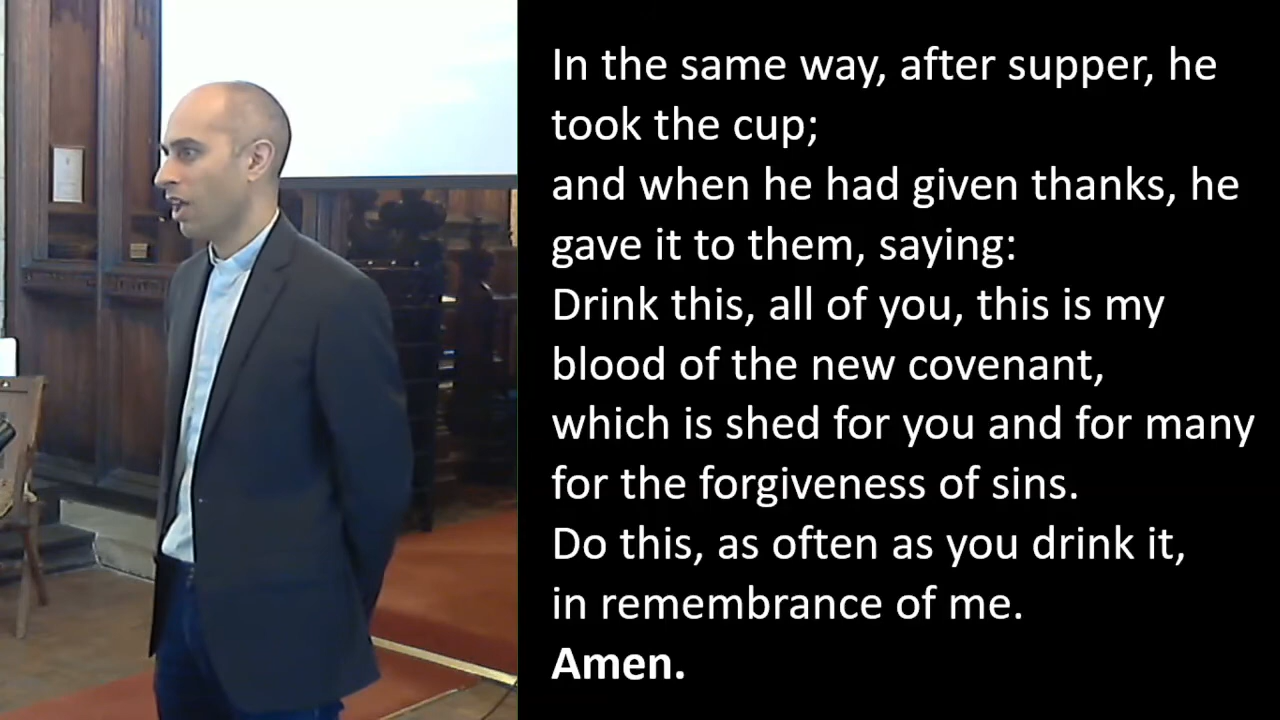 In the same way, after supper, he
took the cup;
and when he had given thanks, he
gave it to them, saying:
Drink this, all of you, this is my
blood of the new covenant,
which is shed for you and for many
for the forgiveness of sins.
Do this, as often as you drink it,
in remembrance of me.
Amen.